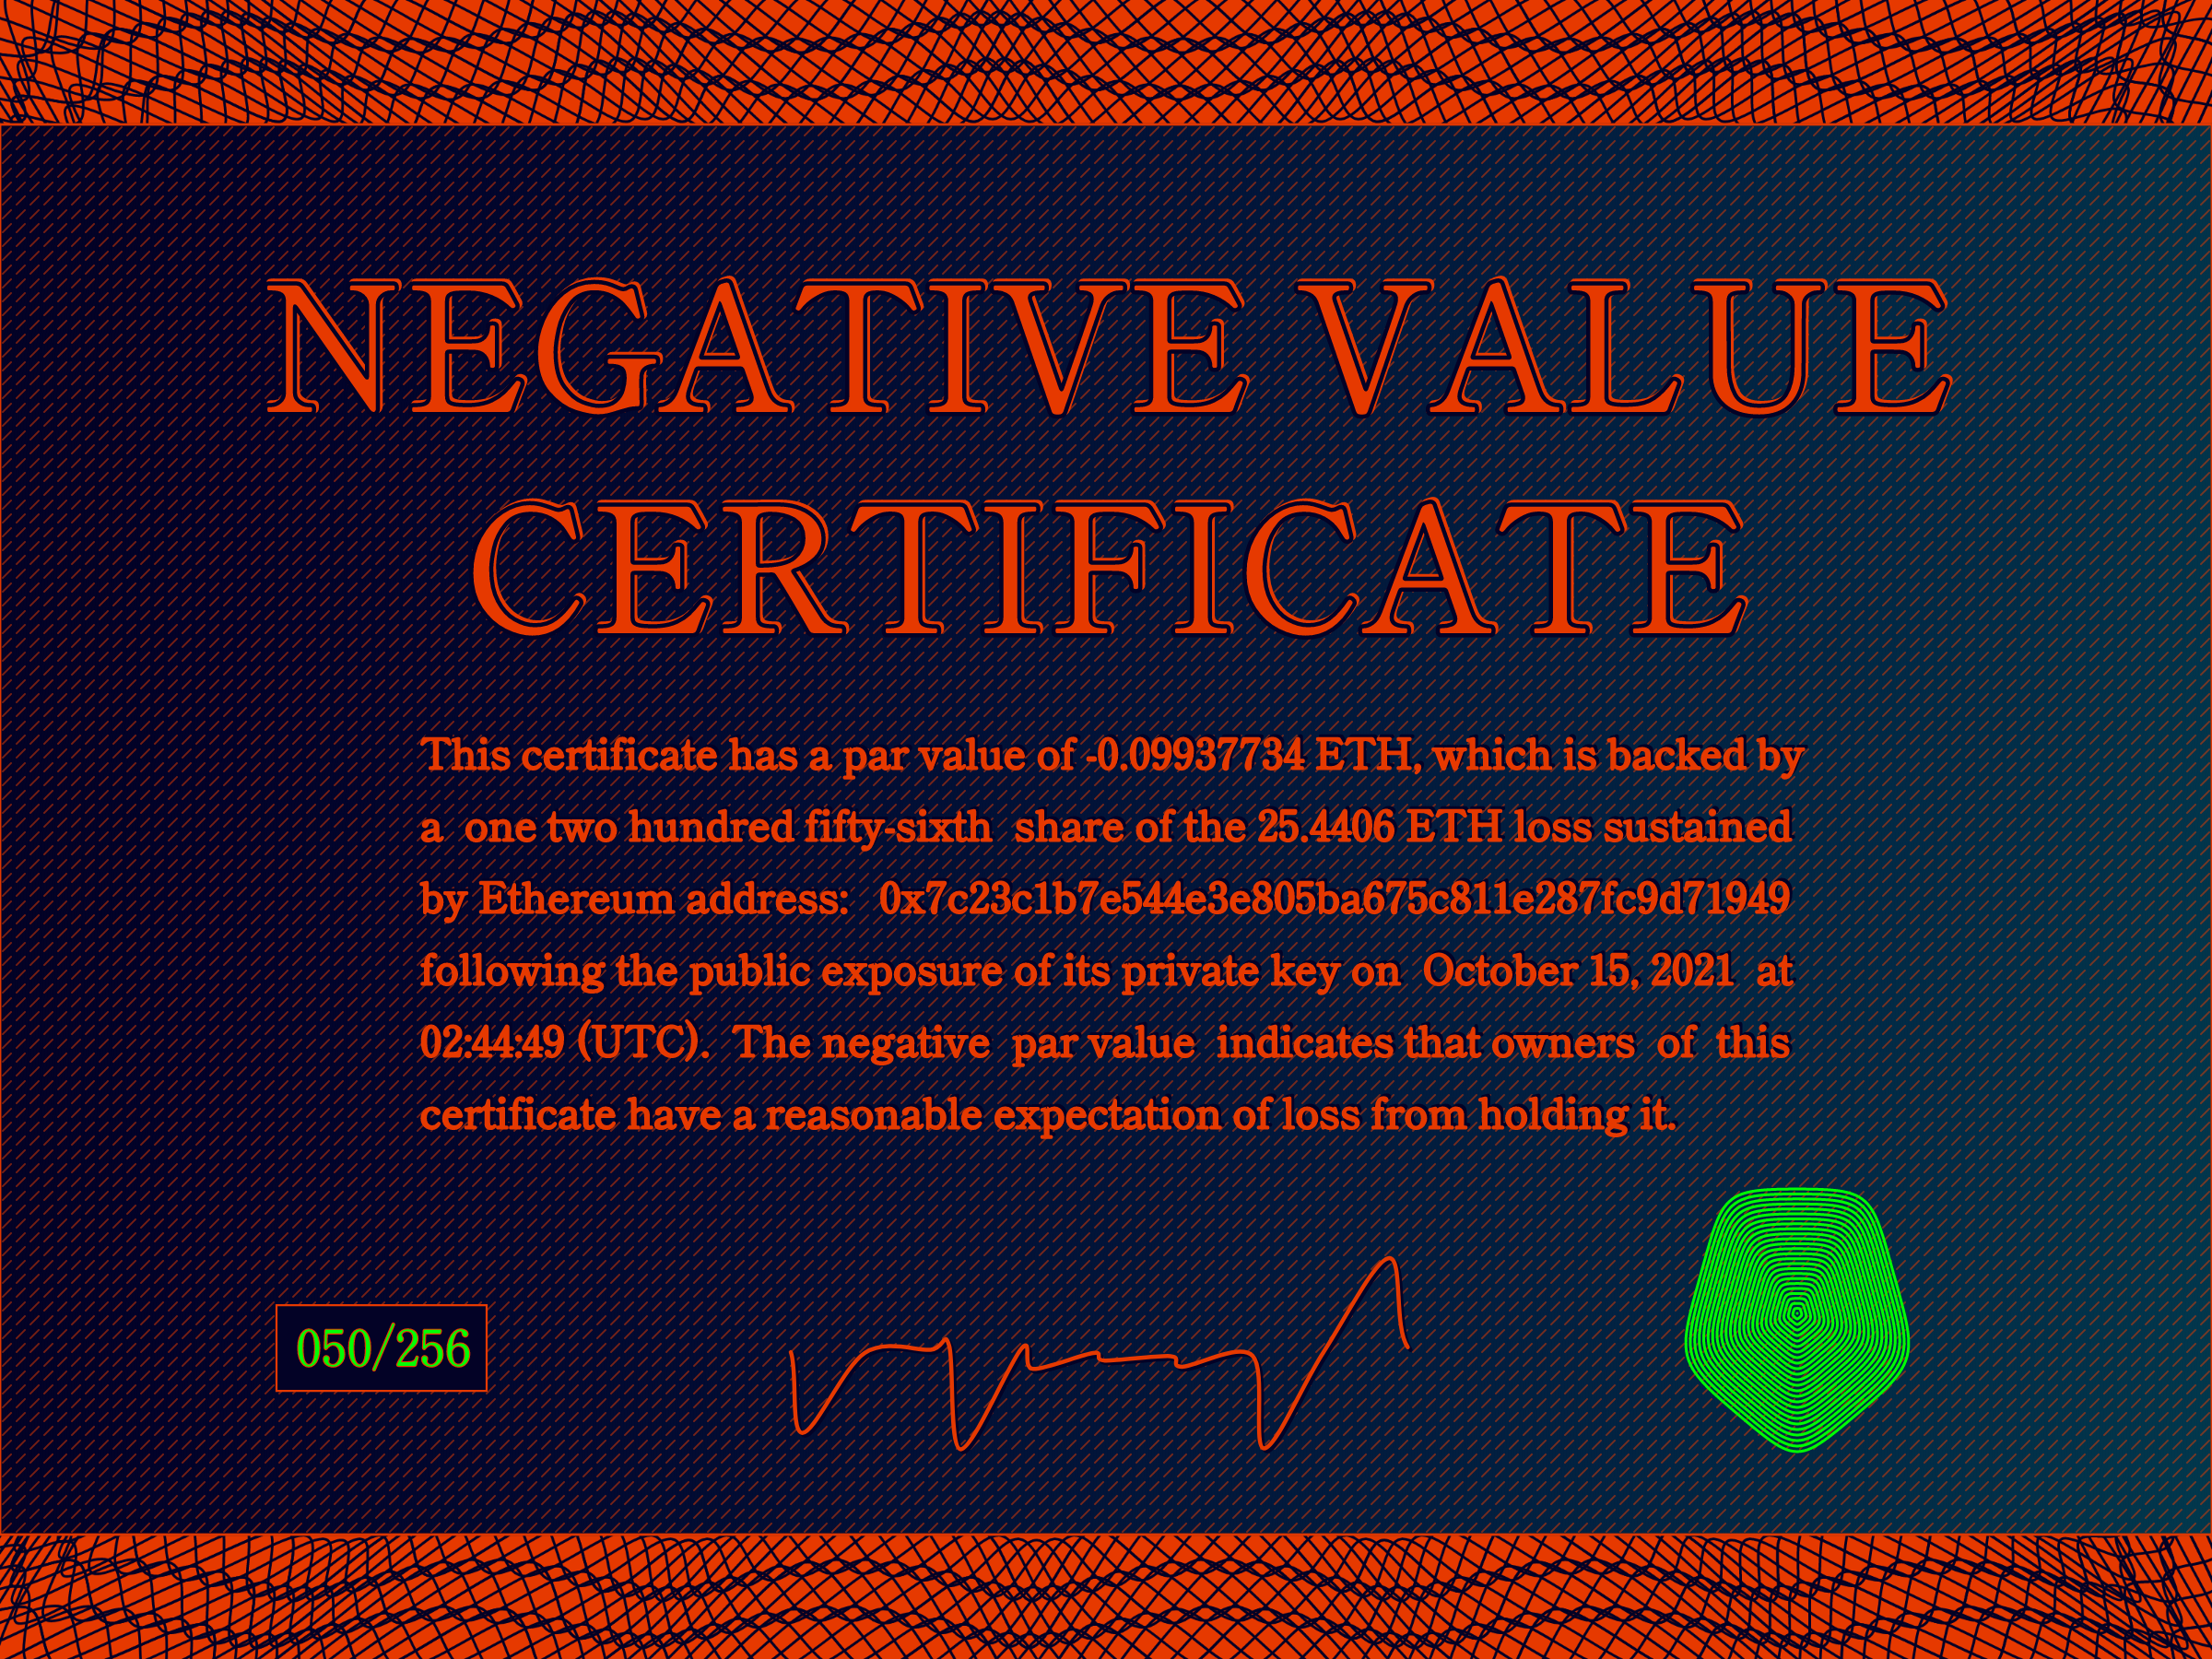 NEGATIVE VALUE
CERTIFICATE
This certificate has a par value of -0.09937734 ETH, which is backed by
a one two hundred fifty-sixth share of the 25.4406 ETH loss sustained
by Ethereum address: 0x7c23c1b7e544e3e805ba675c811e287fc9d71949
following the public exposure of its private key on October 15, 2021 at
02:44:49 (UTC). The negative par value indicates that owners of this
certificate have a reasonable expectation of loss from holding it.
050/256